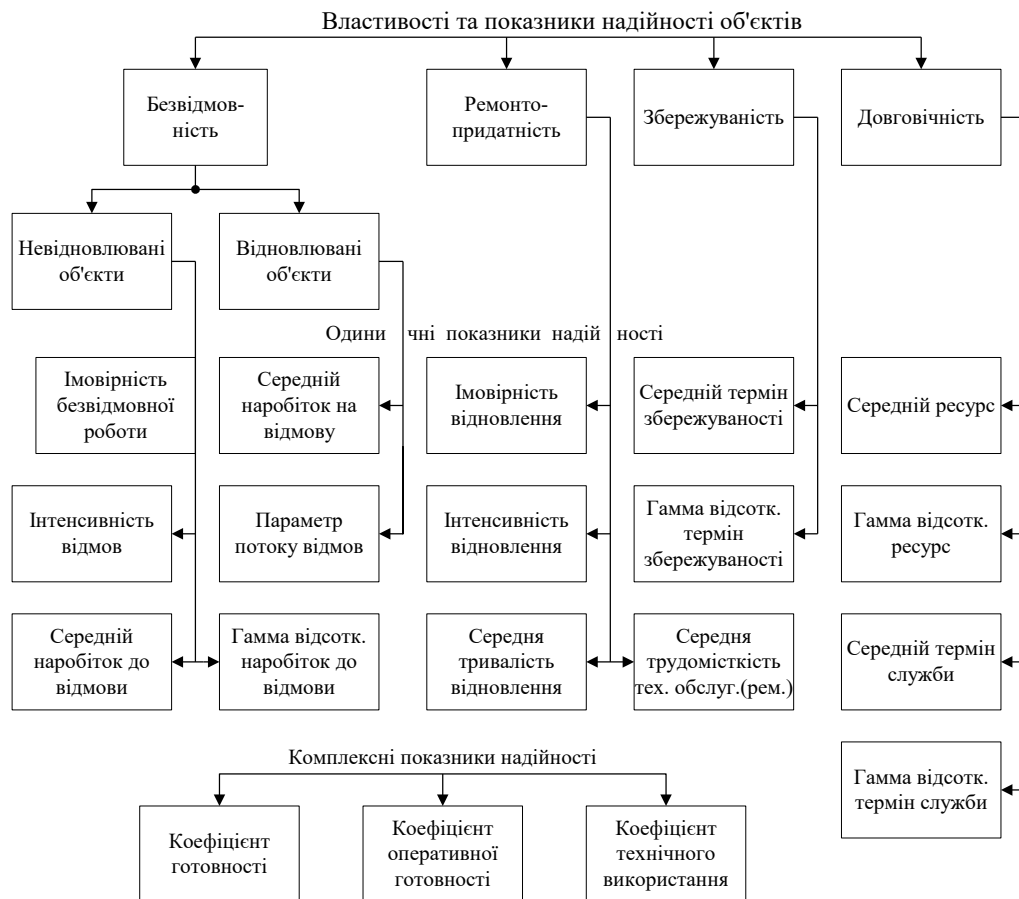 Властивості та показники надійності об'єктів
Безвідмов-
ність
Ремонто-
придатність
Збережуваність
Довговічність
Невідновлювані
об'єкти
Відновлювані
об'єкти
Одини чні показники надій ності
Імовірність
безвідмовної
роботи
Середній
наробіток на
відмову
Імовірність
відновлення
Середній термін
збережуваності
Середній ресурс
Інтенсивність
відмов
Параметр
потоку відмов
Інтенсивність
відновлення
Гамма відсотк.
термін
збережуваності
Гамма відсотк.
ресурс
Середній
наробіток до
відмови
Гамма відсотк.
наробіток до
відмови
Середня
тривалість
відновлення
Середня
трудомісткість
тех. обслуг.(рем.)
Середній термін
служби
Гамма відсотк.
термін служби
Комплексні показники надійності
Коефіцієнт
готовності
Коефіцієнт
оперативної
готовності
Коефіцієнт
технічного
використання